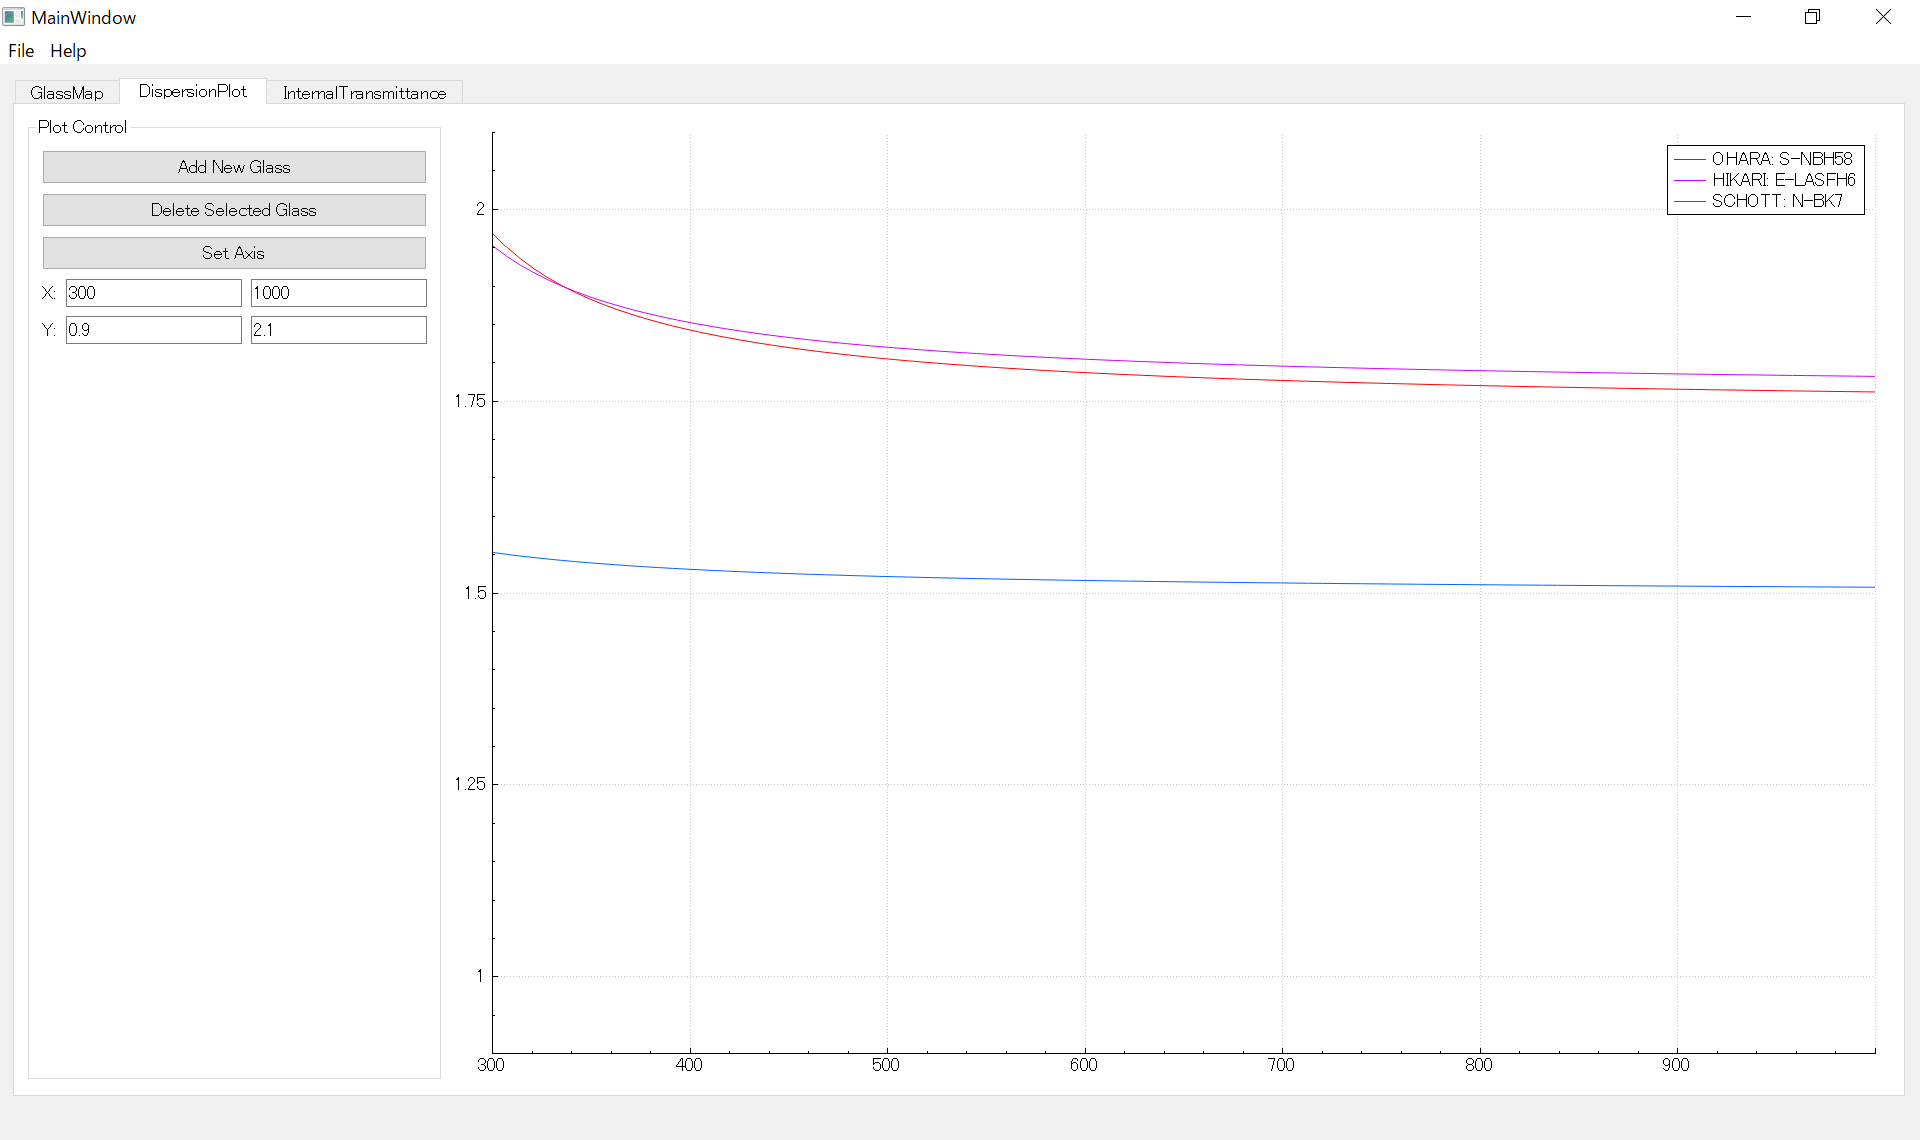 MainWindow
File Help
GlassMap DispersionPlot InternalTransmittance
Plot Control
Add New Glass
Delete Selected Glass
Set Axis
X: 300 1000
Y: 0.9 2.1
OHARA: S-NBH58
HIKARI: E-LASFH6
SCHOTT: N-BK7
2
1.75
1.5
1.25
1
300 400 500 600 700 800 900